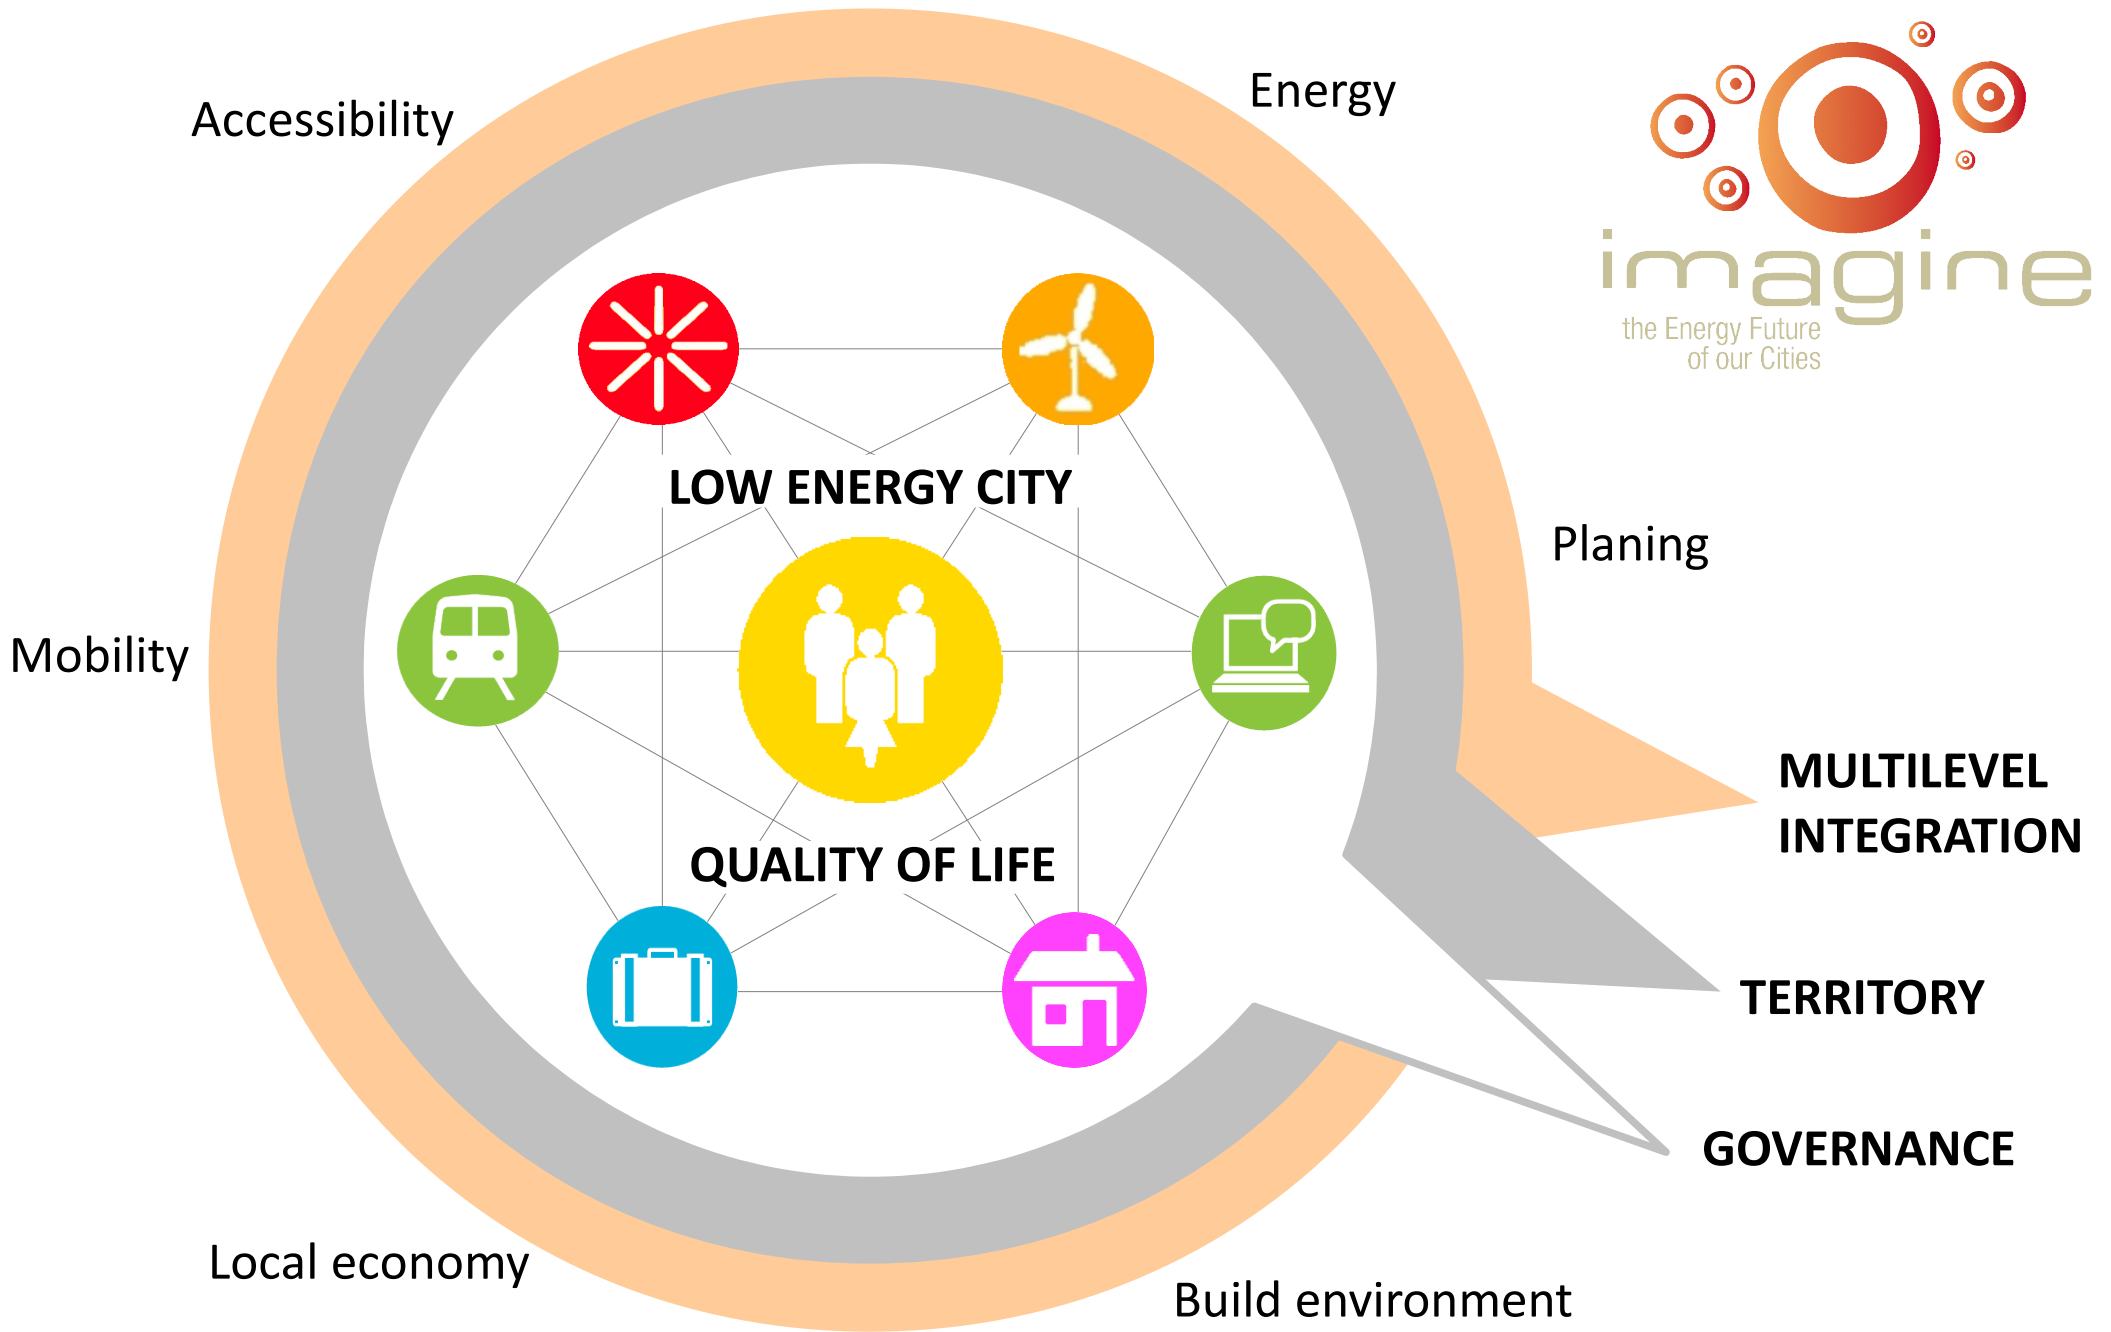 Accessibility
Energy
imagine
the Energy Future
of our Cities
LOW ENERGY CITY
Planing
Mobility
MULTILEVEL
INTEGRATION
QUALITY OF LIFE
TERRITORY
GOVERNANCE
Local economy
Build environment